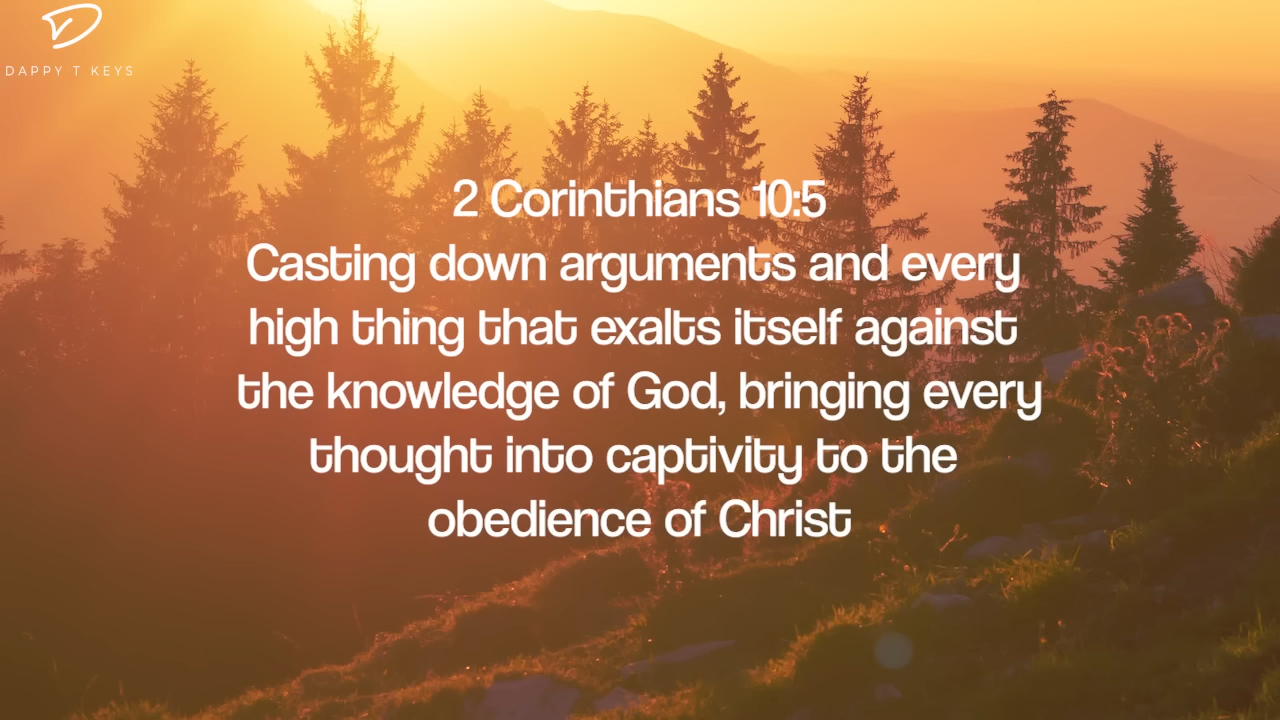 DAPPY T KEYS
2 Corinthians 10:5
Casting down arguments and every
high thing that exalts itself against
the knowledge of God, bringing every
thought into captivity to the
obedience of Christ